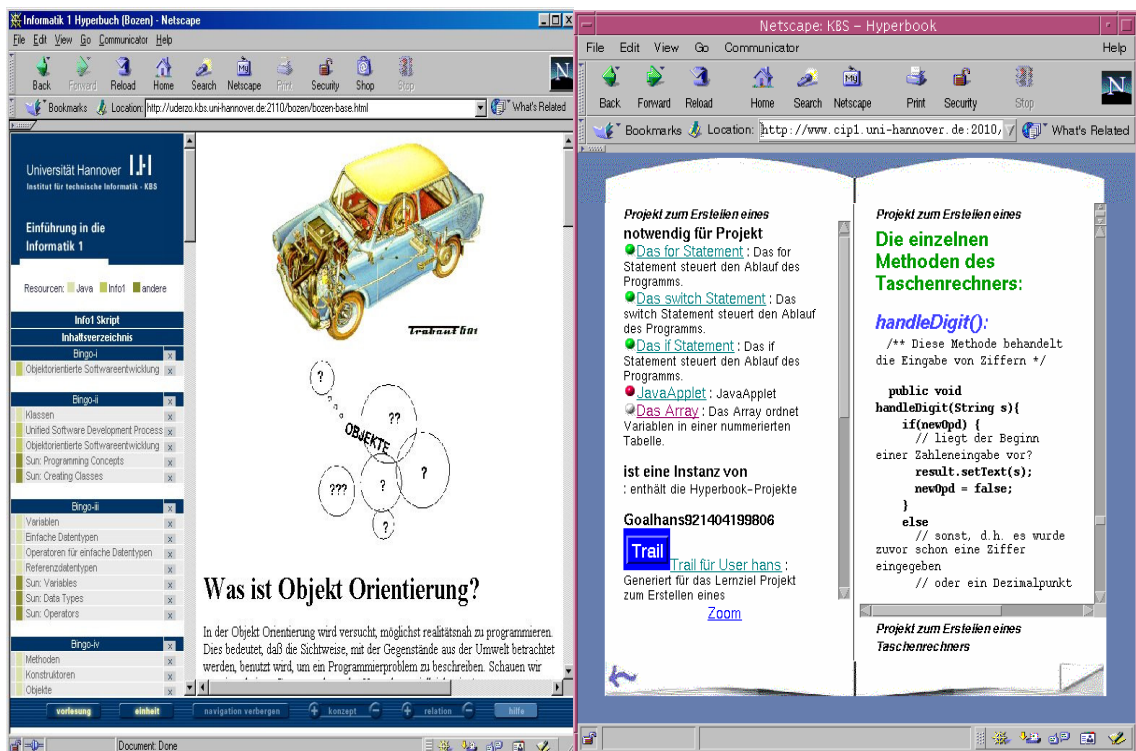 Informatik 1 Hyperbuch (Bozen) - Netscape
File Edit View Go Communicator Help
Back Forward Reload Home Search Netscape Print Security Shop Stop
Bookmarks Location: http://uderzo.kbs.uni-hannover.de:2110/bozen/bozen-base.html What's Related
Universität Hannover
Institut für technische Informatik - KBS
Einführung in die
Informatik 1
Resourcen: Java Info1 andere
Info1 Skript
Inhaltsverzeichnis
Bingo-i x
Objektorientierte Softwareentwicklung x
Bingo-ii x
Klassen x
Unified Software Development Process x
Objektorientierte Softwareentwicklung x
Sun: Programming Concepts x
Sun: Creating Classes x
Bingo-iii x
Variablen x
Einfache Datentypen x
Operatoren für einfache Datentypen x
Referenzdatentypen x
Sun: Variables x
Sun: Data Types x
Sun: Operators x
Bingo-iv x
Methoden x
Konstruktoren x
Objekte x
Trabant 601
?
??
OBJEKTE
?
???
?
?
Was ist Objekt Orientierung?
In der Objekt Orientierung wird versucht, möglichst realitätsnah zu programmieren.
Dies bedeutet, daß die Sichtweise, mit der Gegenstände aus der Umwelt betrachtet
werden, benutzt wird, um ein Programmierproblem zu beschreiben. Schauen wir
vorlesung einheit navigation verbergen + konzept - + relation - hilfe
Document: Done
Netscape: KBS - Hyperbook
File Edit View Go Communicator Help
Back Forward Reload Home Search Netscape Print Security Stop
Bookmarks Location: http://www.cip1.uni-hannover.de:2010/ What's Related
Projekt zum Erstellen eines
notwendig für Projekt
Das for Statement : Das for
Statement steuert den Ablauf des
Programms.
Das switch Statement : Das
switch Statement steuert den Ablauf
des Programms.
Das if Statement : Das if
Statement steuert den Ablauf des
Programms.
JavaApplet : JavaApplet
Das Array : Das Array ordnet
Variablen in einer nummerierten
Tabelle.
ist eine Instanz von
: enthält die Hyperbook-Projekte
Goalhans921404199806
Trail Trail für User hans :
Generiert für das Lernziel Projekt
zum Erstellen eines
Zoom
Projekt zum Erstellen eines
Die einzelnen
Methoden des
Taschenrechners:
handleDigit():
/** Diese Methode behandelt
die Eingabe von Ziffern */
public void
handleDigit(String s){
if(newOpd) {
// liegt der Beginn
einer Zahleneingabe vor?
result.setText(s);
newOpd = false;
}
else
// sonst, d.h. es wurde
zuvor schon eine Ziffer
eingegeben
// oder ein Dezimalpunkt
Projekt zum Erstellen eines
Taschenrechners